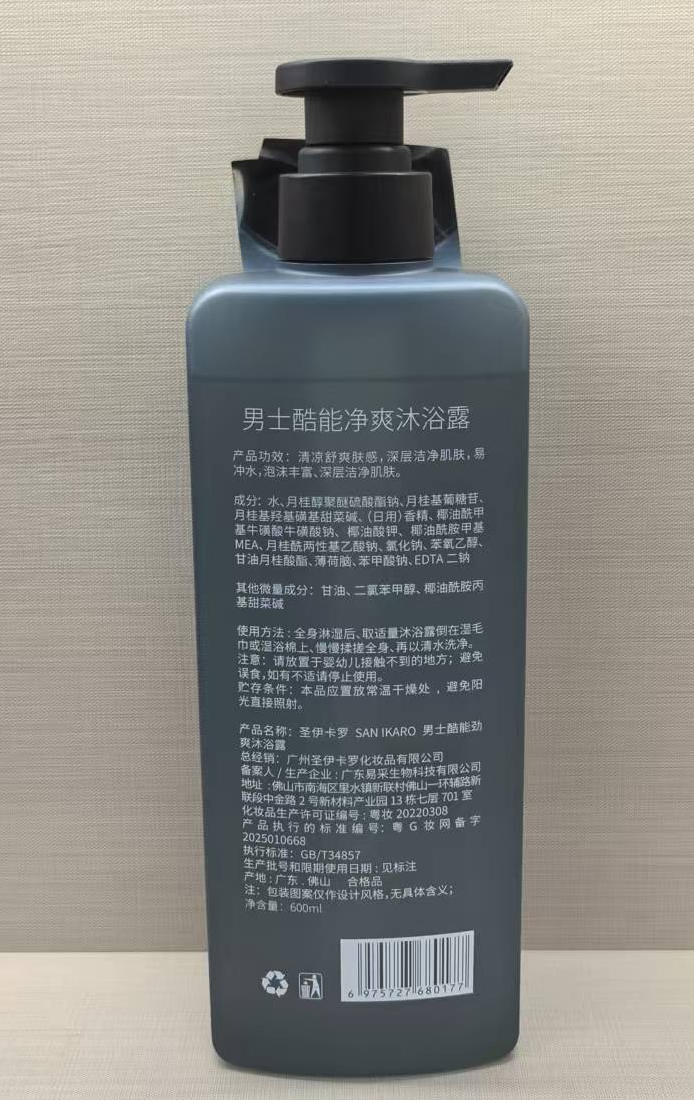 男士酷能净爽沐浴露
产品功效：清凉舒爽肤感，深层洁净肌肤，易
冲水，泡沫丰富、深层洁净肌肤。
成分：水、月桂醇聚醚硫酸酯钠、月桂基葡糖苷、
月桂基羟基磺基甜菜碱、（日用）香精、椰油酰甲
基牛磺酸牛磺酸钠、椰油酸钾、椰油酰胺甲基
MEA、月桂酰两性基乙酸钠、氯化钠、苯氧乙醇、
甘油月桂酸酯、薄荷脑、苯甲酸钠、EDTA 二钠
其他微量成分：甘油、二氯苯甲醇、椰油酰胺丙
基甜菜碱
使用方法：全身淋湿后、取适量沐浴露倒在湿毛
巾或湿浴棉上、慢慢揉搓全身、再以清水洗净。
注意：请放置于婴幼儿接触不到的地方；避免
误食，如有不适请停止使用。
贮存条件：本品应置放常温干燥处，避免阳
光直接照射。
产品名称：圣伊卡罗 SAN IKARO 男士酷能劲
爽沐浴露
总经销：广州圣伊卡罗化妆品有限公司
备案人/生产企业：广东易采生物科技有限公司
地址：佛山市南海区里水镇新联村佛山一环辅路新
联段中金路2号新材料产业园13栋七层701室
化妆品生产许可证编号：粤妆20220308
产品执行的标准编号：粤G妆网备字
2025010668
执行标准：GB/T34857
生产批号和限期使用日期：见标注
产地：广东．佛山 合格品
注：包装图案仅作设计风格，无具体含义；
净含量：600ml
6 975727 680177